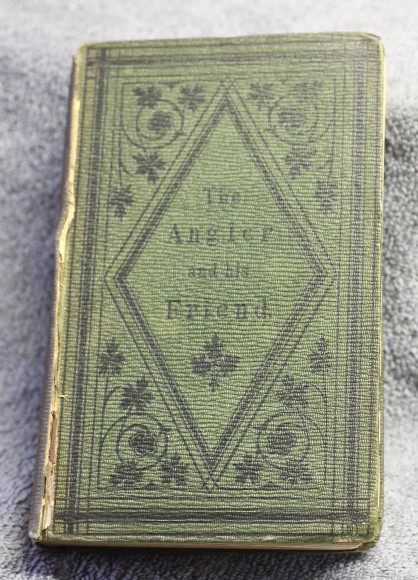 The
Angler
and his
Friend.